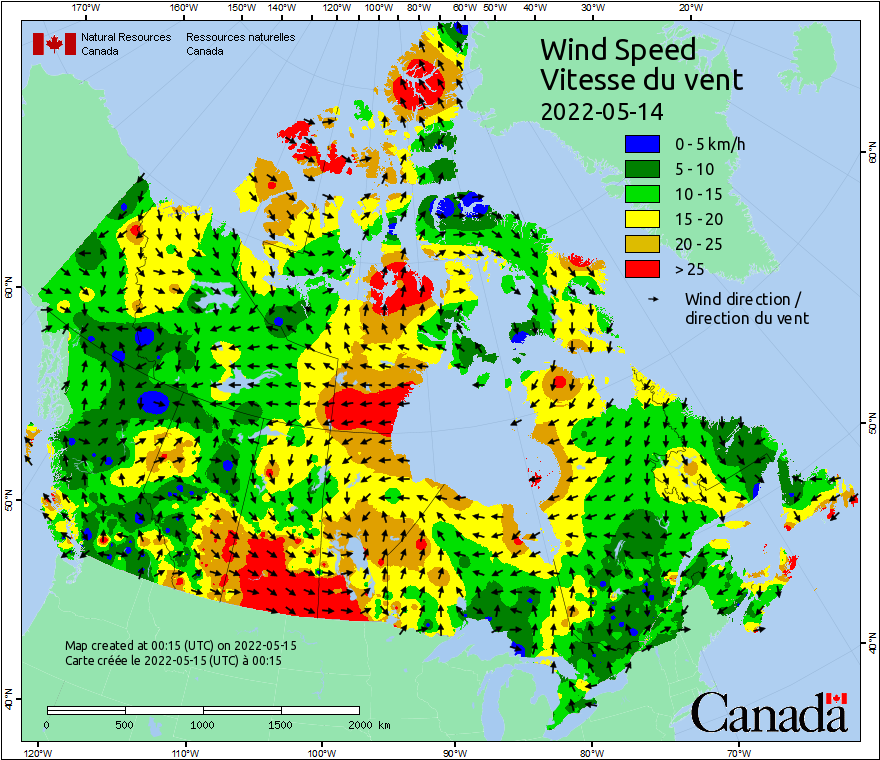 170°W 160°W 150°W 140°W 120°W 100°W 80°W 60°W 50°W 40°W 30°W 20°W
Natural Resources Canada
Ressources naturelles Canada
Wind Speed
Vitesse du vent
2022-05-14
0 - 5 km/h
5 - 10
10 - 15
15 - 20
20 - 25
> 25
Wind direction /
direction du vent
60°N
50°N
40°N
60°N
50°N
40°N
Map created at 00:15 (UTC) on 2022-05-15
Carte créée le 2022-05-15 (UTC) à 00:15
0 500 1000 1500 2000 km
Canada
120°W 110°W 100°W 90°W 80°W 70°W